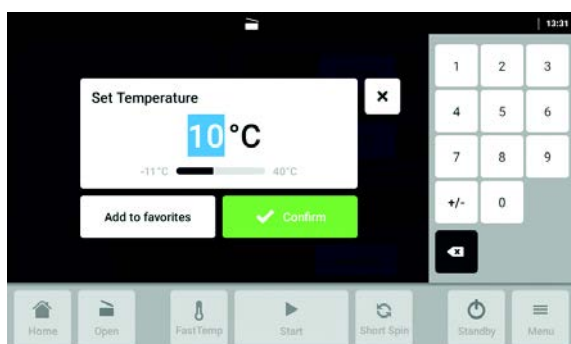 13:31
Set Temperature
10 °C
-11°C 40°C
Add to favorites
Confirm
1 2 3
4 5 6
7 8 9
+/- 0
Home Open FastTemp Start Short Spin Standby Menu